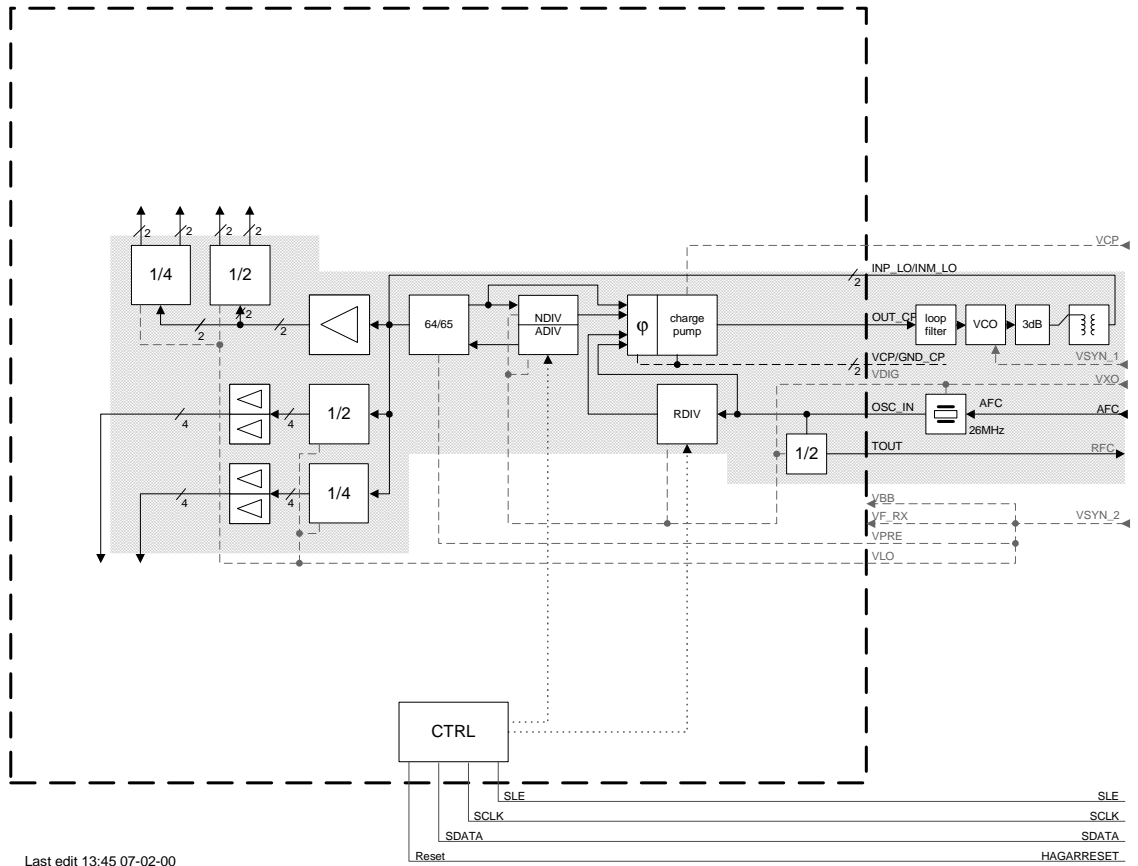 2
2
2
2
VCP
1/4
1/2
INP_LO/INM_LO
2
2
2
2
64/65
NDIV
ADIV
φ
charge
pump
OUT_CP
loop
filter
VCO
3dB
VCP/GND_CP
2
VSYN_1
VDIG
VXO
4
4
1/2
RDIV
OSC_IN
AFC
26MHz
AFC
1/2
TOUT
RFC
4
4
1/4
VBB
VF_RX
VSYN_2
VPRE
VLO
CTRL
SLE
SLE
SCLK
SCLK
SDATA
SDATA
Reset
HAGARRESET
Last edit 13:45 07-02-00